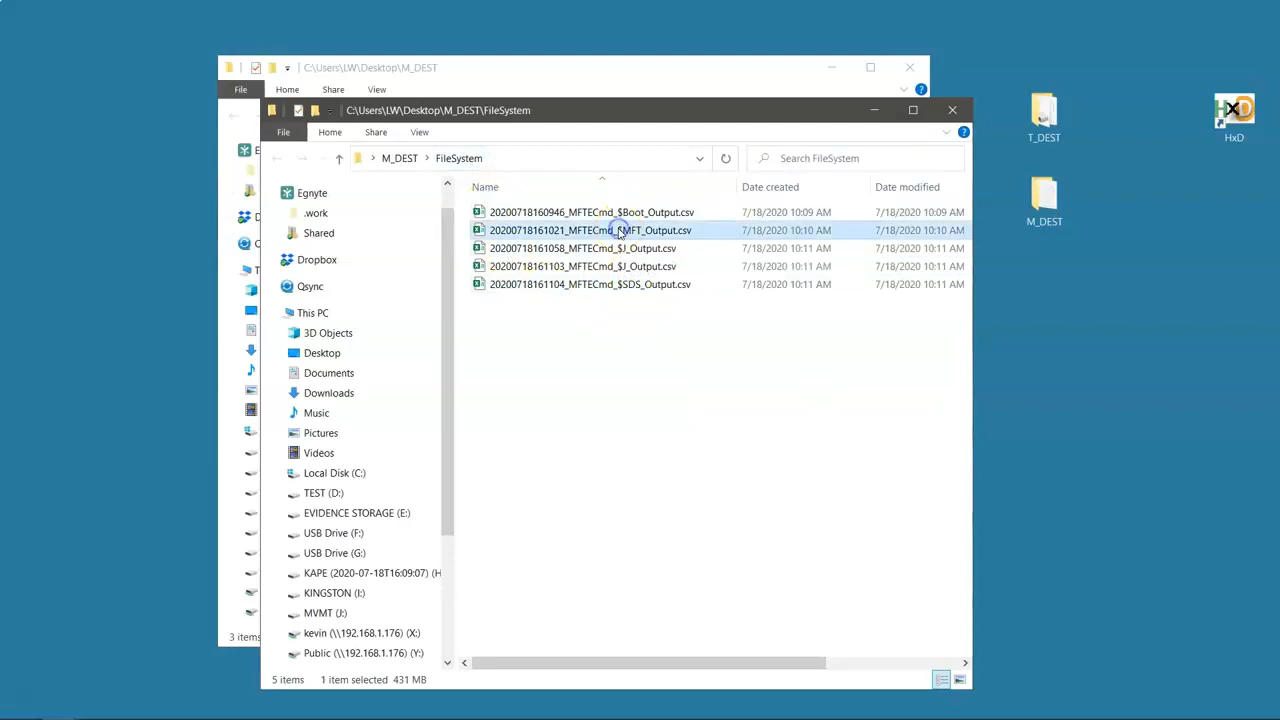 C:\Users\LW\Desktop\M_DEST
File
Home
Share
View
C:\Users\LW\Desktop\M_DEST\FileSystem
File
Home
Share
View
M_DEST
FileSystem
Search FileSystem
Name
Date created
Date modified
20200718160946_MFTECmd_$Boot_Output.csv
7/18/2020 10:09 AM
7/18/2020 10:09 AM
20200718161021_MFTECmd_$MFT_Output.csv
7/18/2020 10:10 AM
7/18/2020 10:10 AM
20200718161058_MFTECmd_$J_Output.csv
7/18/2020 10:11 AM
7/18/2020 10:11 AM
20200718161103_MFTECmd_$J_Output.csv
7/18/2020 10:11 AM
7/18/2020 10:11 AM
20200718161104_MFTECmd_$SDS_Output.csv
7/18/2020 10:11 AM
7/18/2020 10:11 AM
Egnyte
.work
Shared
Dropbox
Qsync
This PC
3D Objects
Desktop
Documents
Downloads
Music
Pictures
Videos
Local Disk (C:)
TEST (D:)
EVIDENCE STORAGE (E:)
USB Drive (F:)
USB Drive (G:)
KAPE (2020-07-18T16:09:07) (H
KINGSTON (I:)
MVMT (J:)
kevin (\\192.168.1.176) (X:)
Public (\\192.168.1.176) (Y:)
3 items
5 items
1 item selected
431 MB
T_DEST
M_DEST
HxD
HxD